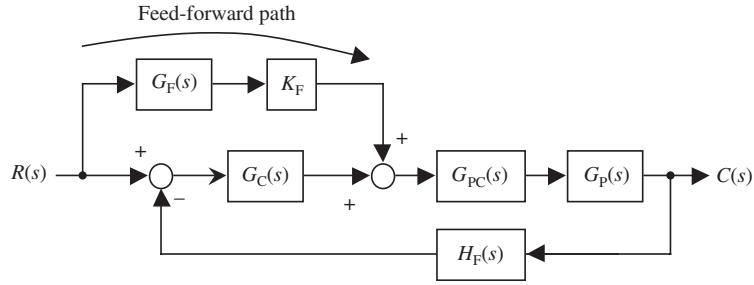 Feed-forward path
G_F(s)
K_F
+
+
R(s)
+
G_C(s)
G_PC(s)
G_P(s)
C(s)
−
+
H_F(s)